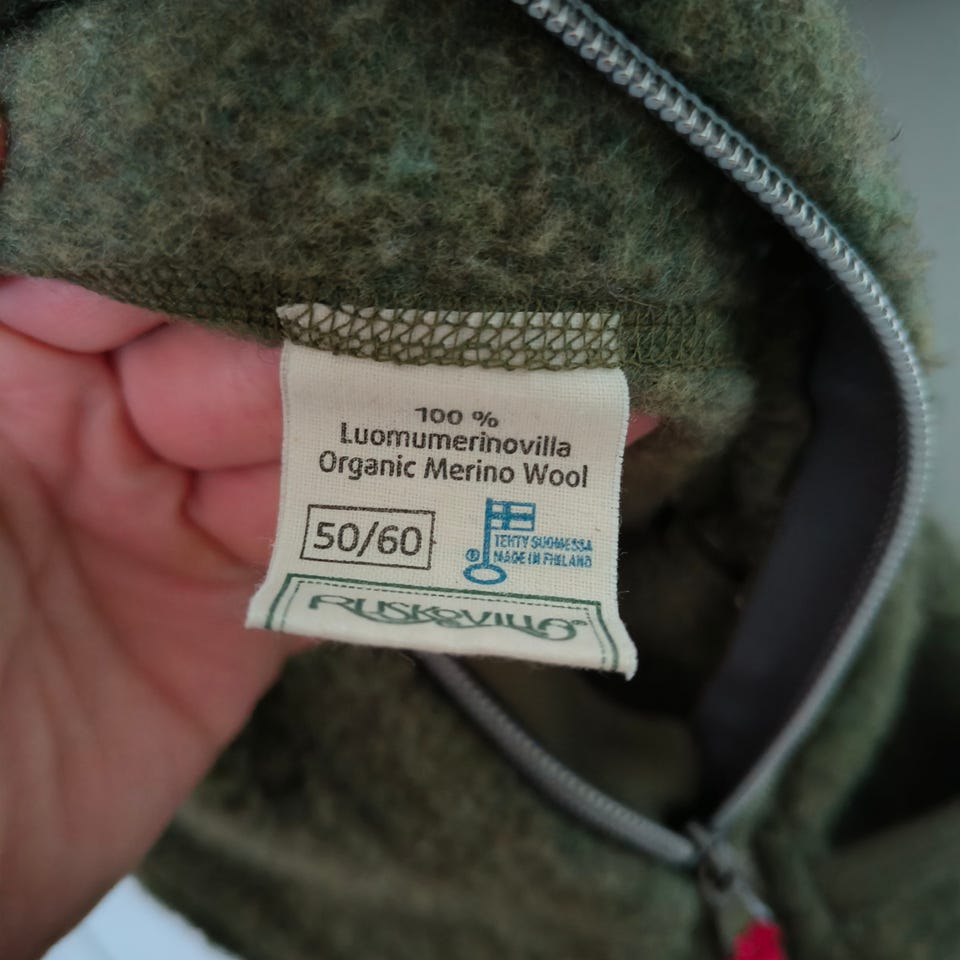 100 %
Luomumerinovilla
Organic Merino Wool
50/60
TEHTY SUOMESSA
® MADE IN FINLAND
RUSKOVILLA®